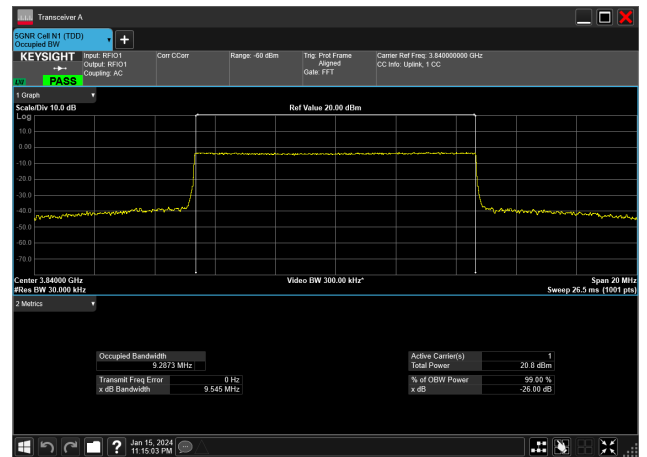 Transceiver A
5GNR Cell N1 (TDD)
Occupied BW
+
KEYSIGHT
Input: RFIO1
Output: RFIO1
Coupling: AC
Corr CCorr
Range: -60 dBm
Trig: Prot Frame
Aligned
Gate: FFT
Carrier Ref Freq: 3.840000000 GHz
CC Info: Uplink, 1 CC
PASS
1 Graph
Scale/Div 10.0 dB
Ref Value 20.00 dBm
Log
10.0
0.00
-10.0
-20.0
-30.0
-40.0
-50.0
-60.0
-70.0
Center 3.84000 GHz
Video BW 300.00 kHz*
Span 20 MHz
#Res BW 30.000 kHz
Sweep 26.5 ms (1001 pts)
2 Metrics
Occupied Bandwidth
9.2873 MHz
Active Carrier(s) 1
Total Power 20.8 dBm
Transmit Freq Error 0 Hz
x dB Bandwidth 9.545 MHz
% of OBW Power 99.00 %
x dB -26.00 dB
?
Jan 15, 2024
11:15:03 PM